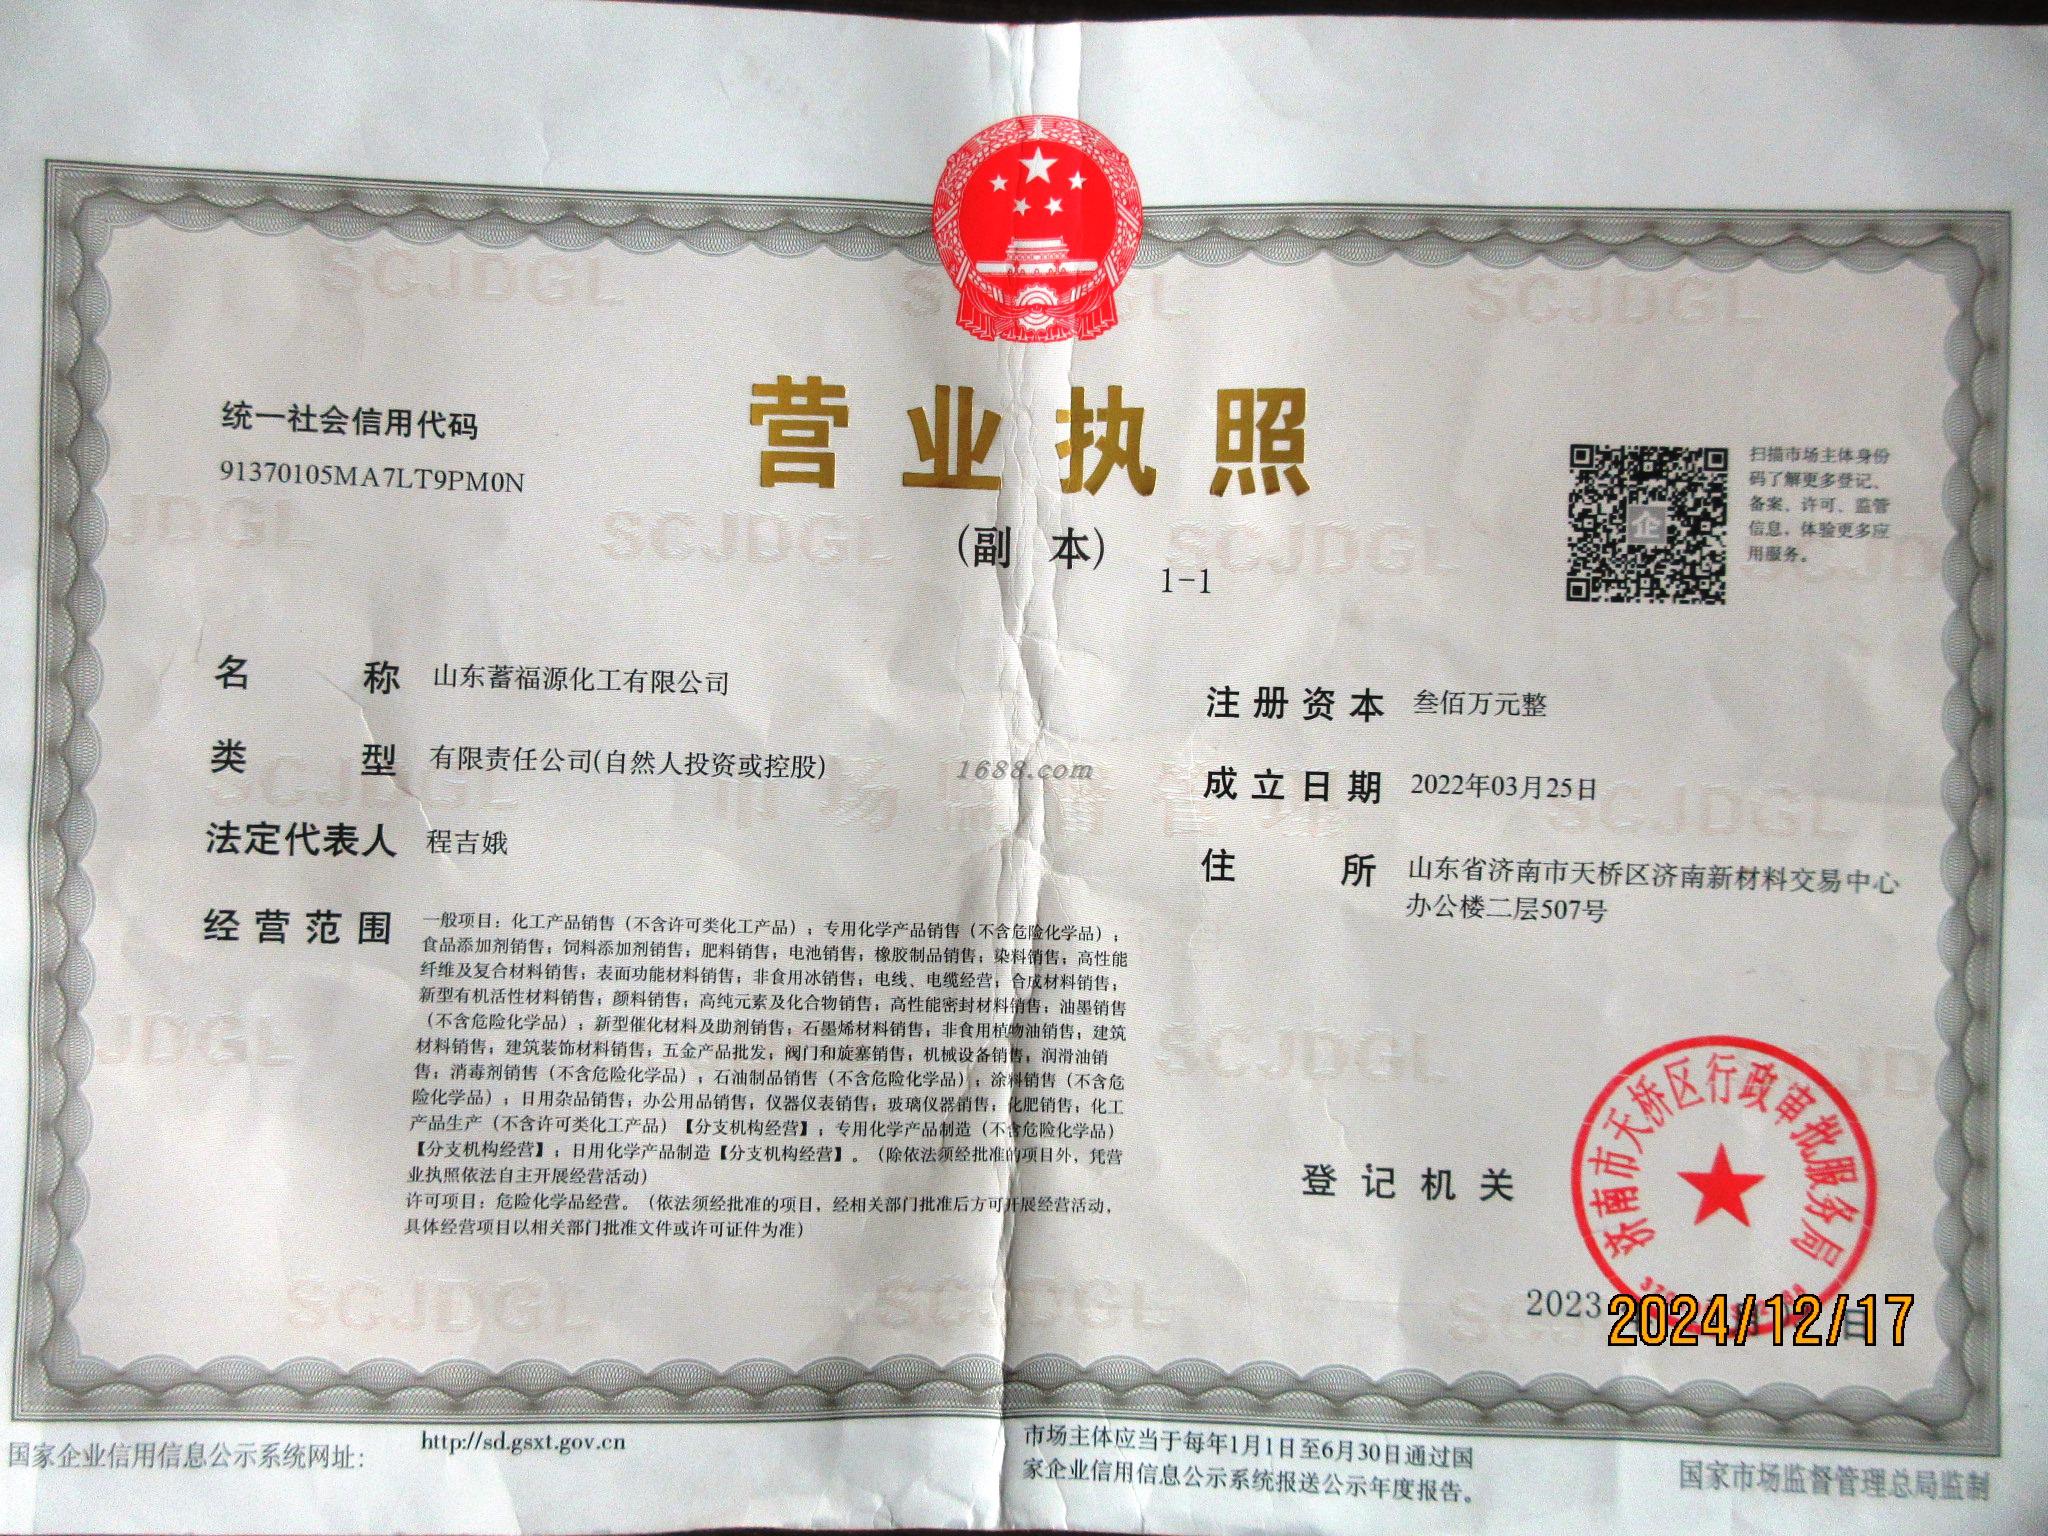 统一社会信用代码
91370105MA7LT9PM0N
营业执照
(副 本)
1-1
扫描市场主体身份
码了解更多登记、
备案、许可、监管
信息，体验更多应
用服务。
名 称 山东蓄福源化工有限公司
类 型 有限责任公司(自然人投资或控股)
法定代表人 程吉娥
经营范围 一般项目：化工产品销售（不含许可类化工产品）；专用化学产品销售（不含危险化学品）；
食品添加剂销售；饲料添加剂销售；肥料销售；电池销售；橡胶制品销售；染料销售；高性能
纤维及复合材料销售；表面功能材料销售；非食用冰销售；电线、电缆经营；合成材料销售；
新型有机活性材料销售；颜料销售；高纯元素及化合物销售；高性能密封材料销售；油墨销售
（不含危险化学品）；新型催化材料及助剂销售；石墨烯材料销售；非食用植物油销售；建筑
材料销售；建筑装饰材料销售；五金产品批发；阀门和旋塞销售；机械设备销售；润滑油销
售；消毒剂销售（不含危险化学品）；石油制品销售（不含危险化学品）；涂料销售（不含危
险化学品）；日用杂品销售；办公用品销售；仪器仪表销售；玻璃仪器销售；化肥销售；化工
产品生产（不含许可类化工产品）【分支机构经营】；专用化学产品制造（不含危险化学品）
【分支机构经营】；日用化学产品制造【分支机构经营】。（除依法须经批准的项目外，凭营
业执照依法自主开展经营活动）
许可项目：危险化学品经营。（依法须经批准的项目，经相关部门批准后方可开展经营活动，
具体经营项目以相关部门批准文件或许可证件为准）
注册资本 叁佰万元整
成立日期 2022年03月25日
住 所 山东省济南市天桥区济南新材料交易中心
办公楼二层507号
1688.com
登记机关
济南市天桥区行政审批服务局
2023
月 日
2024/12/17
国家企业信用信息公示系统网址：
http://sd.gsxt.gov.cn
市场主体应当于每年1月1日至6月30日通过国
家企业信用信息公示系统报送公示年度报告。
国家市场监督管理总局监制